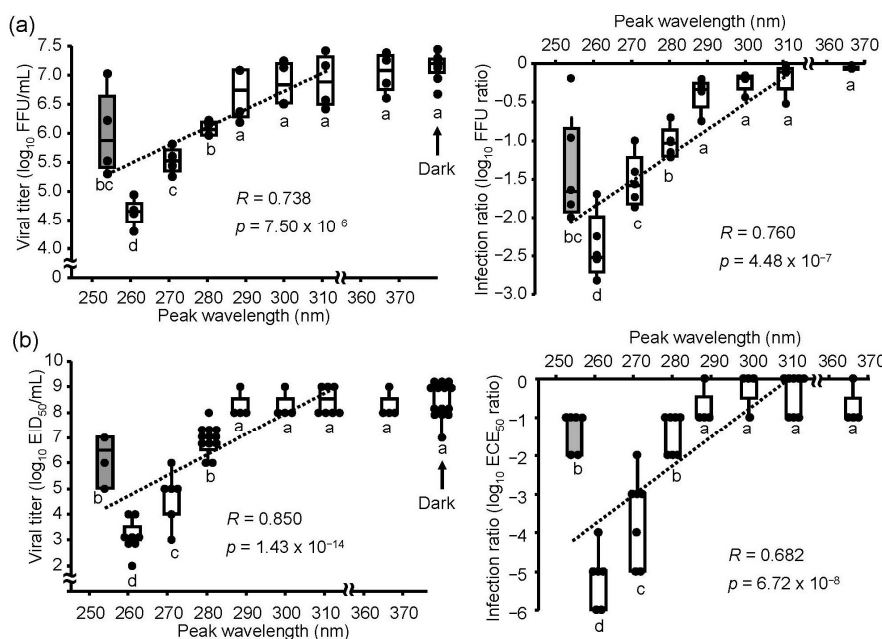 (a)
7.5
7.0
6.5
6.0
5.5
5.0
4.5
4.0
0
Viral titer (log10 FFU/mL)
bc
d
c
b
a
a
a
a
a
Dark
R = 0.738
p = 7.50 x 10 6
250 260 270 280 290 300 310 360 370
Peak wavelength (nm)
Peak wavelength (nm)
250 260 270 280 290 300 310 360 370
0
−0.5
−1.0
−1.5
−2.0
−2.5
−3.0
Infection ratio (log10 FFU ratio)
bc
d
c
b
a
a
a
a
R = 0.760
p = 4.48 x 10−7
(b)
10
9
8
7
6
5
4
3
2
Viral titer (log10 EID50/mL)
b
d
c
b
a
a
a
a
a
Dark
R = 0.850
p = 1.43 x 10−14
250 260 270 280 290 300 310 360 370
Peak wavelength (nm)
Peak wavelength (nm)
250 260 270 280 290 300 310 360 370
0
−1
−2
−3
−4
−5
−6
Infection ratio (log10 ECE50 ratio)
b
d
c
b
a
a
a
a
R = 0.682
p = 6.72 x 10−8